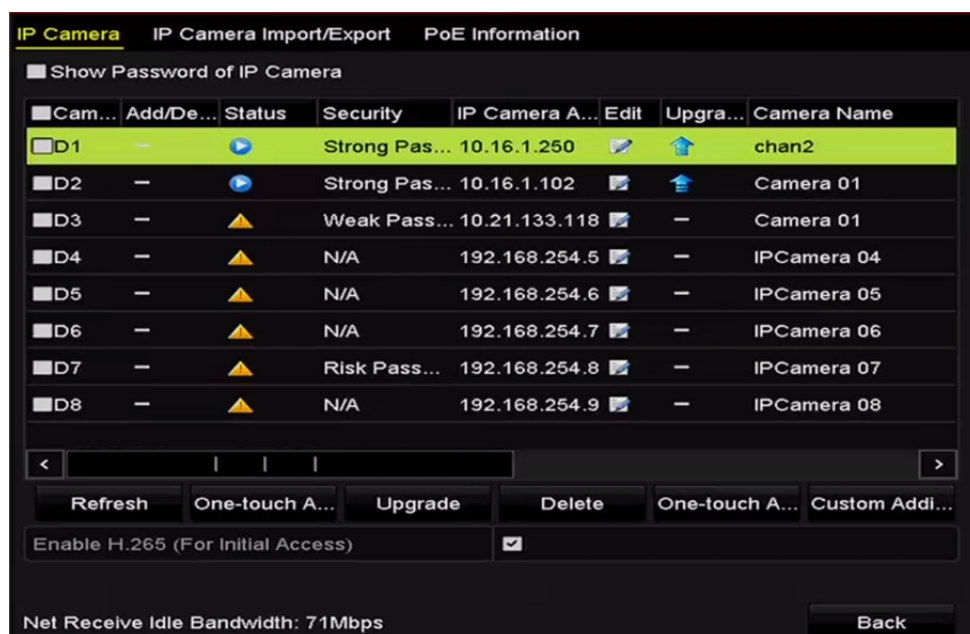 IP Camera IP Camera Import/Export PoE Information
Show Password of IP Camera
Cam... Add/De... Status Security IP Camera A... Edit Upgra... Camera Name
D1 – Strong Pas... 10.16.1.250 chan2
D2 – Strong Pas... 10.16.1.102 Camera 01
D3 – Weak Pass... 10.21.133.118 – Camera 01
D4 – N/A 192.168.254.5 – IPCamera 04
D5 – N/A 192.168.254.6 – IPCamera 05
D6 – N/A 192.168.254.7 – IPCamera 06
D7 – Risk Pass... 192.168.254.8 – IPCamera 07
D8 – N/A 192.168.254.9 – IPCamera 08
< >
Refresh One-touch A... Upgrade Delete One-touch A... Custom Addi...
Enable H.265 (For Initial Access)
Net Receive Idle Bandwidth: 71Mbps Back